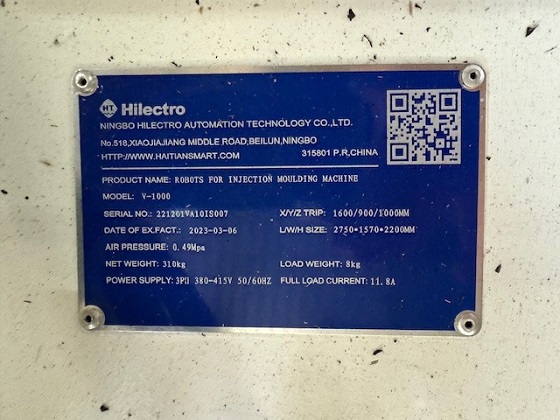 HT Hilectro
NINGBO HILECTRO AUTOMATION TECHNOLOGY CO.,LTD.
No.518,XIAOJIAJIANG MIDDLE ROAD,BEILUN,NINGBO
HTTP://WWW.HAITIANSMART.COM 315801 P.R,CHINA
PRODUCT NAME: ROBOTS FOR INJECTION MOULDING MACHINE
MODEL: V-1000
SERIAL NO.: 221201VA10IS007 X/Y/Z TRIP: 1600/900/1000MM
DATE OF EX.FACT.: 2023-03-06 L/W/H SIZE: 2750*1570*2200MM
AIR PRESSURE: 0.49Mpa
NET WEIGHT: 310kg LOAD WEIGHT: 8kg
POWER SUPPLY: 3PH 380-415V 50/60HZ FULL LOAD CURRENT: 11.8A